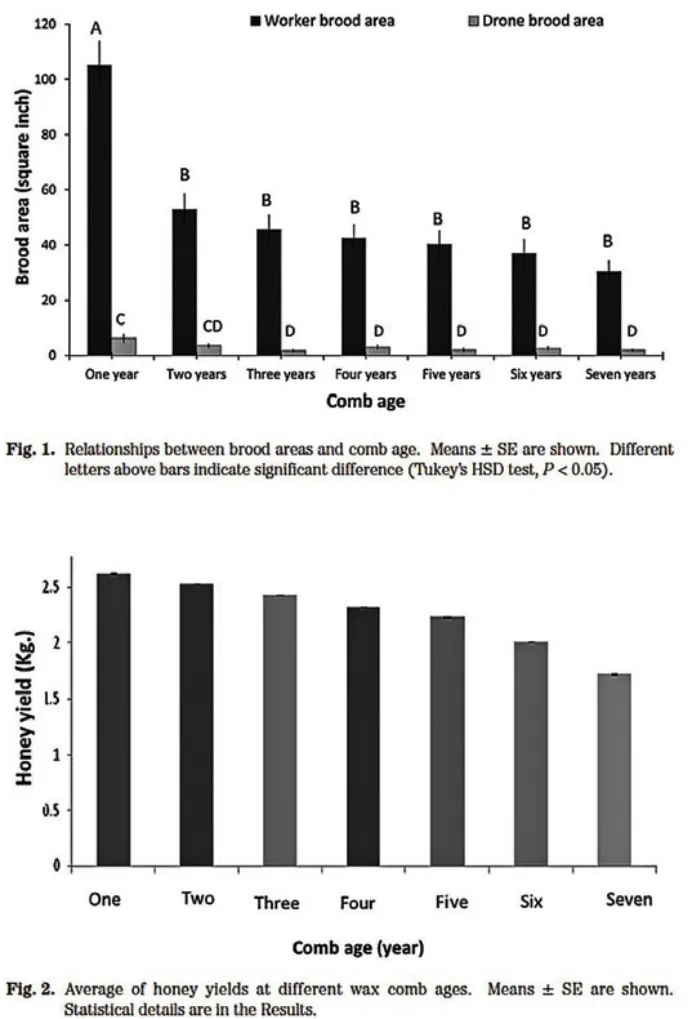 120
100
80
60
40
20
0
Brood area (square inch)
■ Worker brood area ■ Drone brood area
A
B
B
B
B
B
B
C
CD
D
D
D
D
D
One year Two years Three years Four years Five years Six years Seven years
Comb age
Fig. 1. Relationships between brood areas and comb age. Means ± SE are shown. Different
letters above bars indicate significant difference (Tukey's HSD test, P < 0.05).
2.5
2
1.5
1
0.5
0
Honey yield (Kg.)
One Two Three Four Five Six Seven
Comb age (year)
Fig. 2. Average of honey yields at different wax comb ages. Means ± SE are shown.
Statistical details are in the Results.